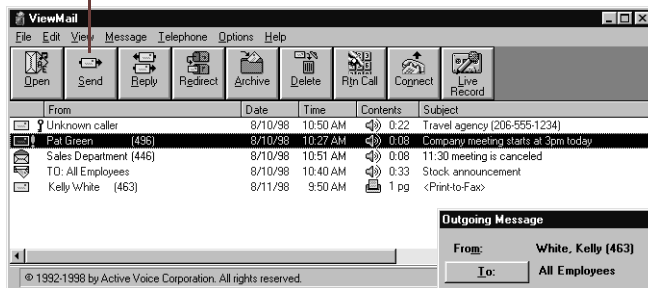 ViewMail
File Edit View Message Telephone Options Help
Open Send Reply Redirect Archive Delete Rtn Call Connect Live Record
From Date Time Contents Subject
Unknown caller 8/10/98 10:50 AM 0:22 Travel agency (206-555-1234)
Pat Green (496) 8/10/98 10:27 AM 0:08 Company meeting starts at 3pm today
Sales Department (446) 8/10/98 10:51 AM 0:08 11:30 meeting is canceled
TO: All Employees 8/10/98 10:40 AM 0:33 Stock announcement
Kelly White (463) 8/11/98 9:50 AM 1 pg <Print-to-Fax>
Outgoing Message
From: White, Kelly (463)
To: All Employees
© 1992-1998 by Active Voice Corporation. All rights reserved.